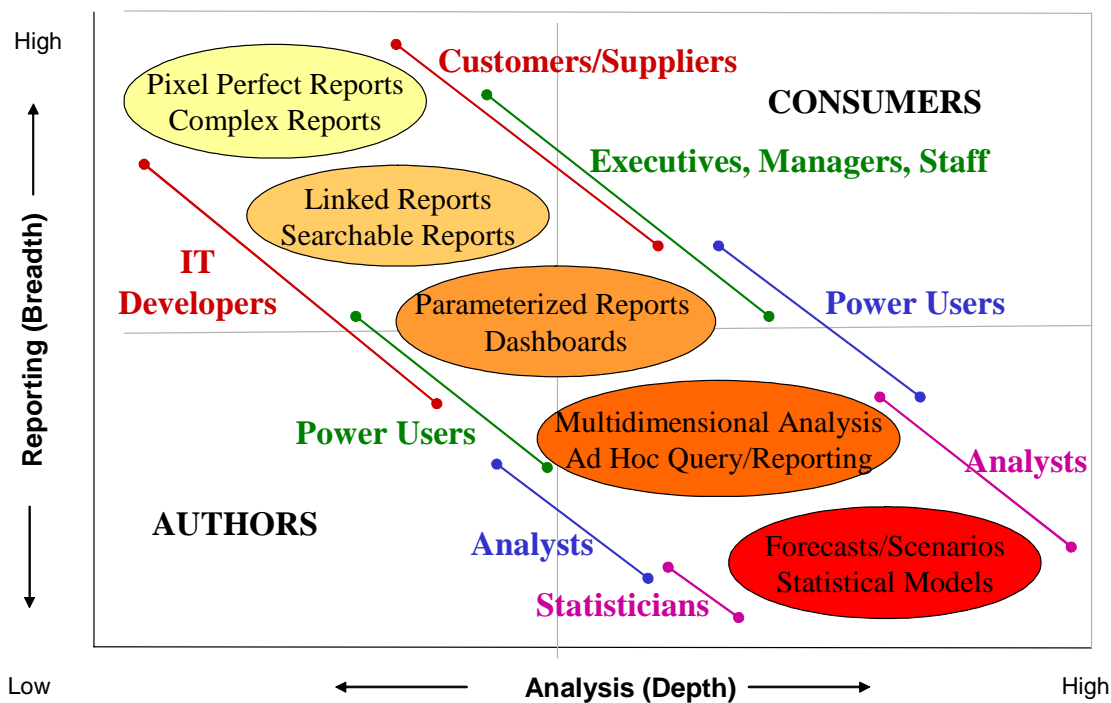 High
Customers/Suppliers
Pixel Perfect Reports
Complex Reports
CONSUMERS
Executives, Managers, Staff
Linked Reports
Searchable Reports
IT
Developers
Parameterized Reports
Dashboards
Power Users
Reporting (Breadth)
Multidimensional Analysis
Ad Hoc Query/Reporting
Power Users
Analysts
AUTHORS
Analysts
Forecasts/Scenarios
Statistical Models
Statisticians
Low
Analysis (Depth)
High